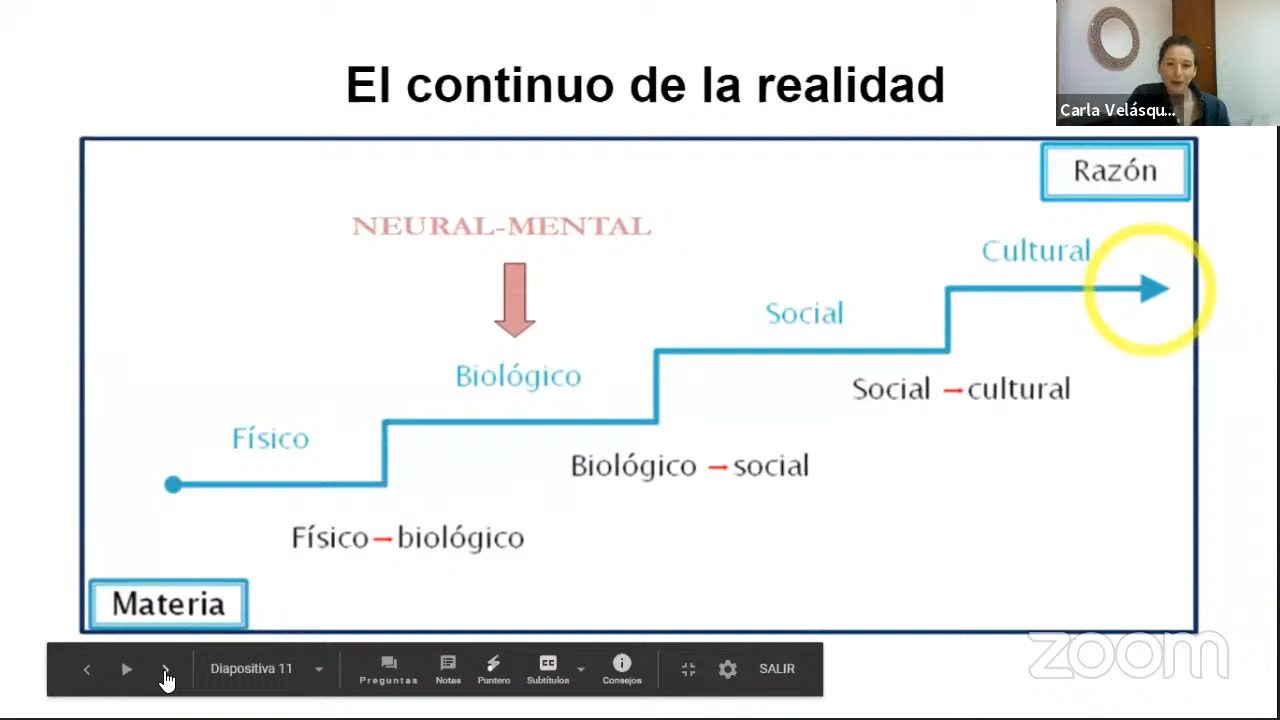 El continuo de la realidad
Carla Velásqu...
Razón
NEURAL-MENTAL
Cultural
Social
Biológico
Social → cultural
Físico
Biológico → social
Físico → biológico
Materia
Diapositiva 11
Preguntas
Notas
Puntero
Subtítulos
Consejos
SALIR
zoom